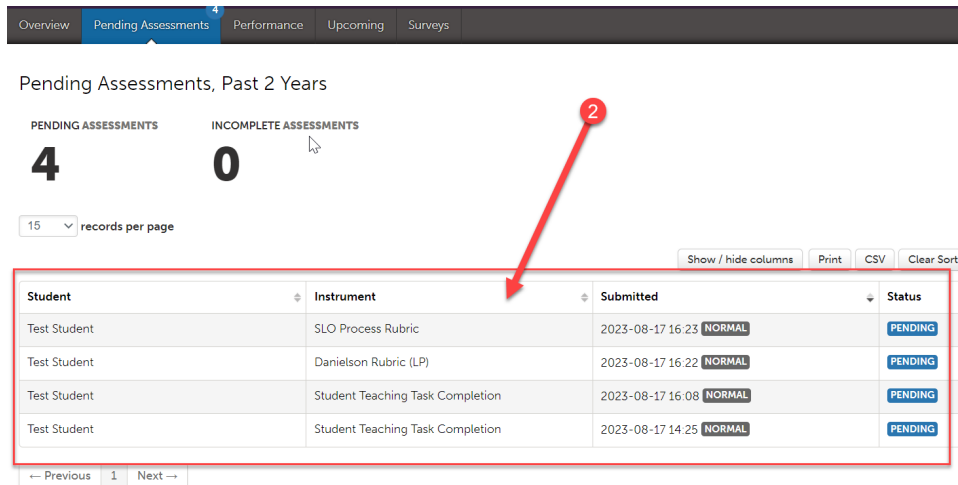 4
Overview Pending Assessments Performance Upcoming Surveys
Pending Assessments, Past 2 Years
2
PENDING ASSESSMENTS INCOMPLETE ASSESSMENTS
4 0
15 records per page
Show / hide columns Print CSV Clear Sort
Student Instrument Submitted Status
Test Student SLO Process Rubric 2023-08-17 16:23 NORMAL PENDING
Test Student Danielson Rubric (LP) 2023-08-17 16:22 NORMAL PENDING
Test Student Student Teaching Task Completion 2023-08-17 16:08 NORMAL PENDING
Test Student Student Teaching Task Completion 2023-08-17 14:25 NORMAL PENDING
← Previous 1 Next →